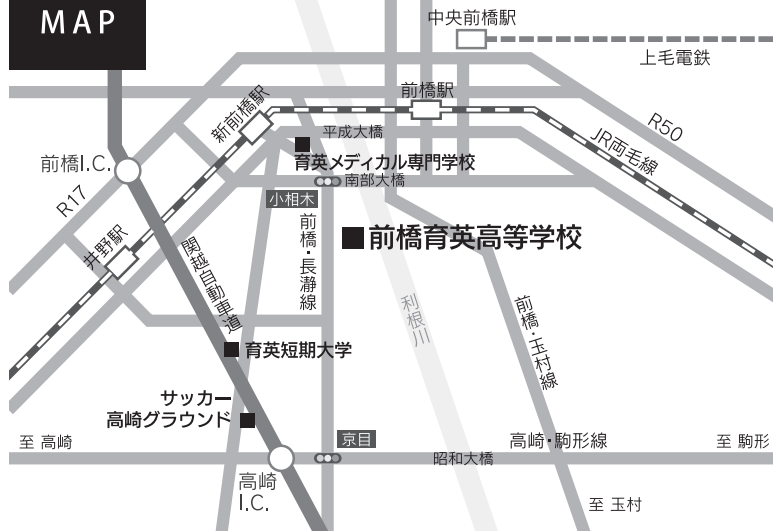 MAP
中央前橋駅
上毛電鉄
前橋駅
新前橋駅
R50
JR両毛線
平成大橋
育英メディカル専門学校
南部大橋
前橋I.C.
R17
小相木
井野駅
前橋・長瀞線
前橋育英高等学校
関越自動車道
利根川
前橋・玉村線
育英短期大学
サッカー
高崎グラウンド
京目
至 高崎
高崎・駒形線
至 駒形
昭和大橋
高崎
I.C.
至 玉村